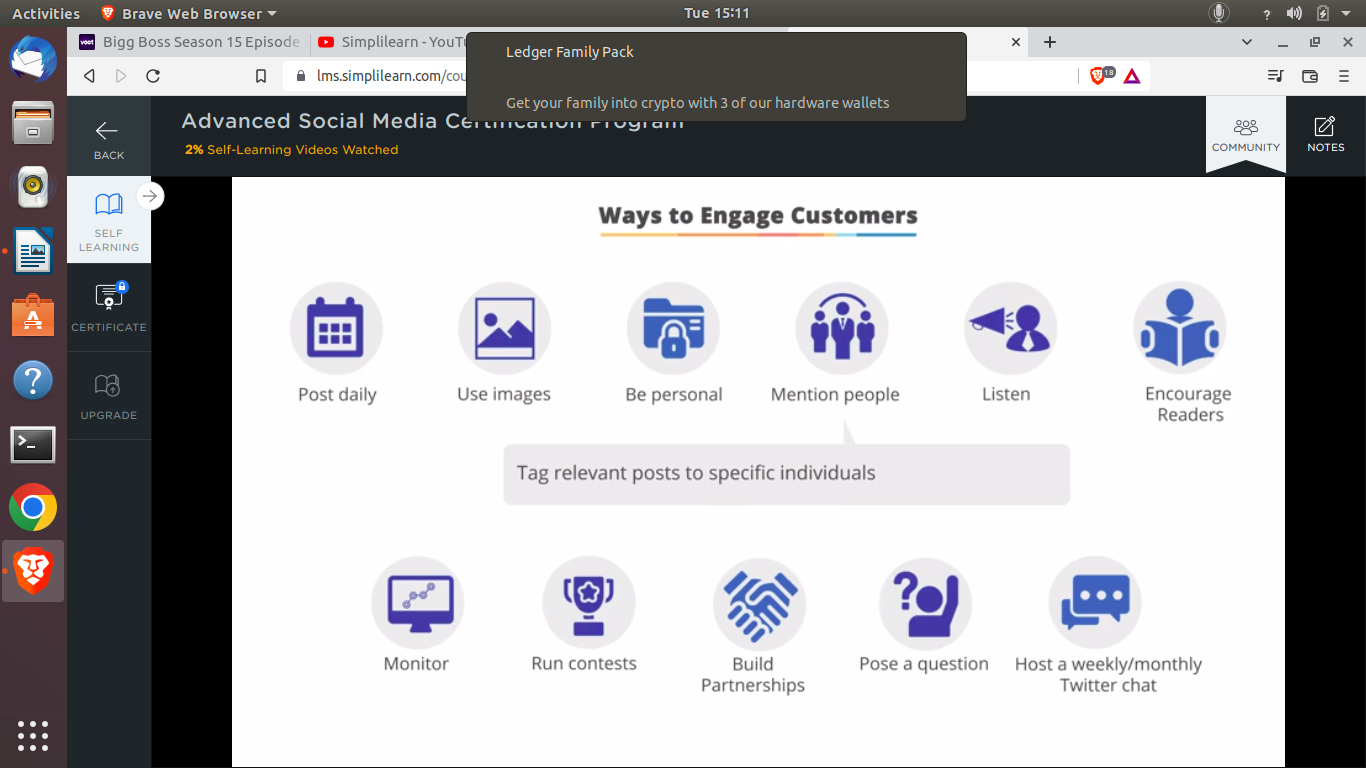 Activities
Brave Web Browser
Tue 15:11
?
voot
Bigg Boss Season 15 Episode
Simplilearn - YouTu
Ledger Family Pack
Get your family into crypto with 3 of our hardware wallets
lms.simplilearn.com/cou
18
BACK
Advanced Social Media Certification Program
2% Self-Learning Videos Watched
COMMUNITY
NOTES
SELF
LEARNING
CERTIFICATE
UPGRADE
Ways to Engage Customers
Post daily
Use images
Be personal
Mention people
Listen
Encourage
Readers
Tag relevant posts to specific individuals
?
Monitor
Run contests
Build
Partnerships
Pose a question
Host a weekly/monthly
Twitter chat